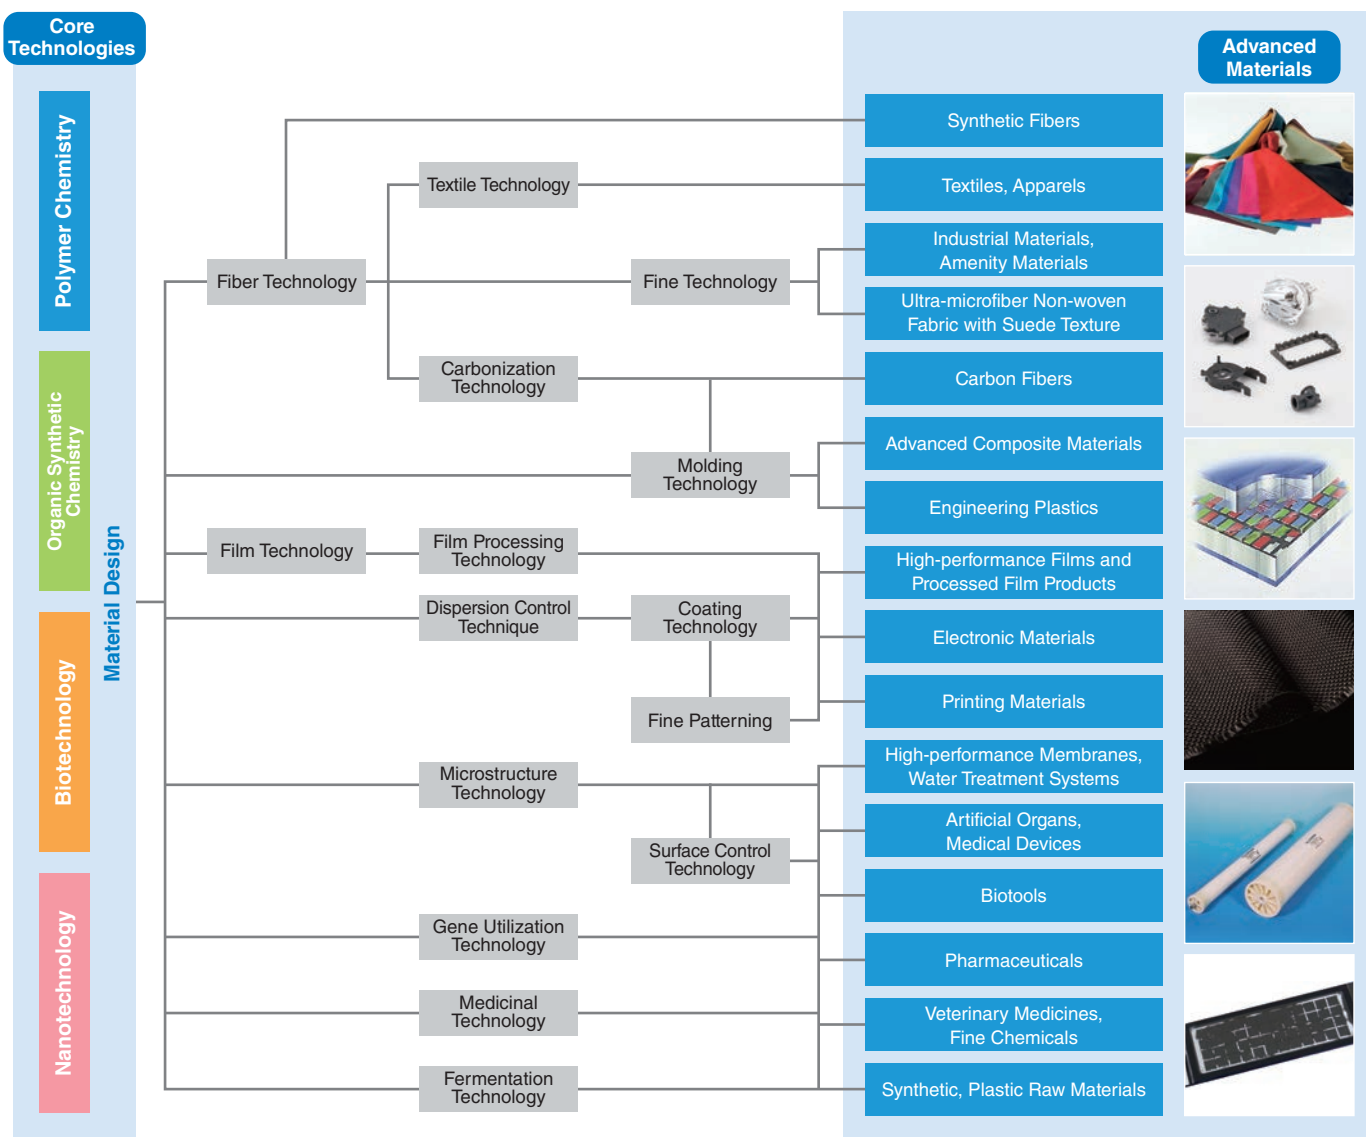 Core
Technologies
Advanced
Materials
Polymer Chemistry
Organic Synthetic
Chemistry
Biotechnology
Nanotechnology
Material Design
Synthetic Fibers
Textile Technology
Textiles, Apparels
Fiber Technology
Fine Technology
Industrial Materials,
Amenity Materials
Ultra-microfiber Non-woven
Fabric with Suede Texture
Carbonization
Technology
Carbon Fibers
Molding
Technology
Advanced Composite Materials
Engineering Plastics
Film Technology
Film Processing
Technology
High-performance Films and
Processed Film Products
Dispersion Control
Technique
Coating
Technology
Electronic Materials
Fine Patterning
Printing Materials
Microstructure
Technology
High-performance Membranes,
Water Treatment Systems
Surface Control
Technology
Artificial Organs,
Medical Devices
Biotools
Gene Utilization
Technology
Pharmaceuticals
Medicinal
Technology
Veterinary Medicines,
Fine Chemicals
Fermentation
Technology
Synthetic, Plastic Raw Materials